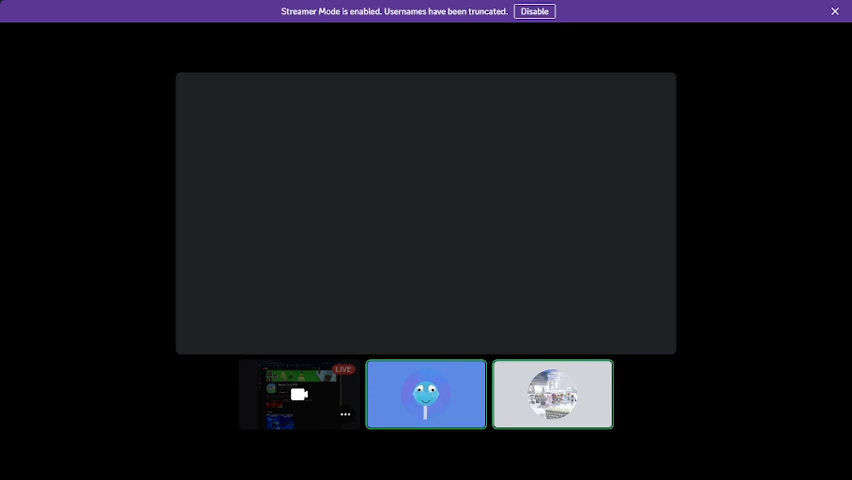 Streamer Mode is enabled. Usernames have been truncated. Disable
LIVE